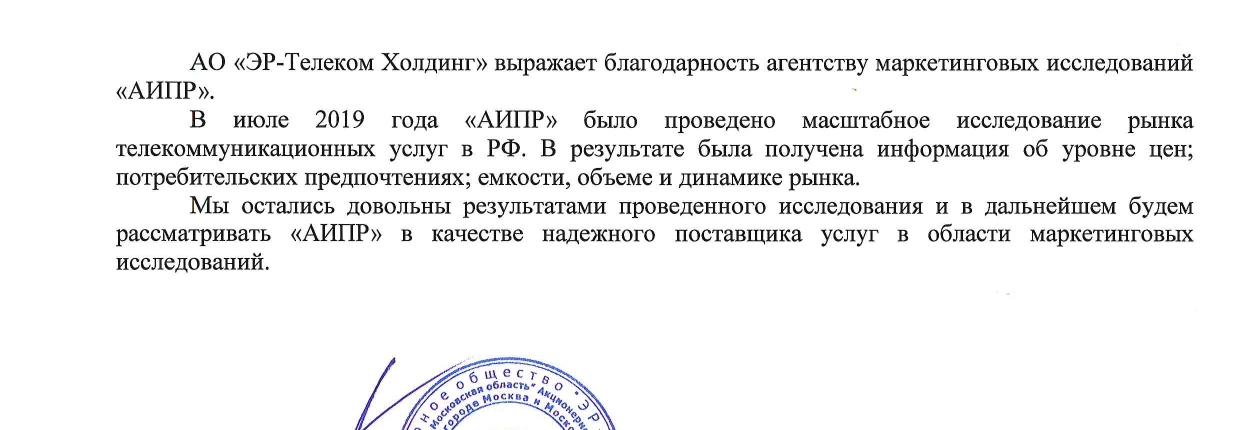 АО «ЭР-Телеком Холдинг» выражает благодарность агентству маркетинговых исследований
«АИПР».
В июле 2019 года «АИПР» было проведено масштабное исследование рынка
телекоммуникационных услуг в РФ. В результате была получена информация об уровне цен;
потребительских предпочтениях; емкости, объеме и динамике рынка.
Мы остались довольны результатами проведенного исследования и в дальнейшем будем
рассматривать «АИПР» в качестве надежного поставщика услуг в области маркетинговых
исследований.
общество "ЭР
Московская область" Акционерно
городе Москва и Моско